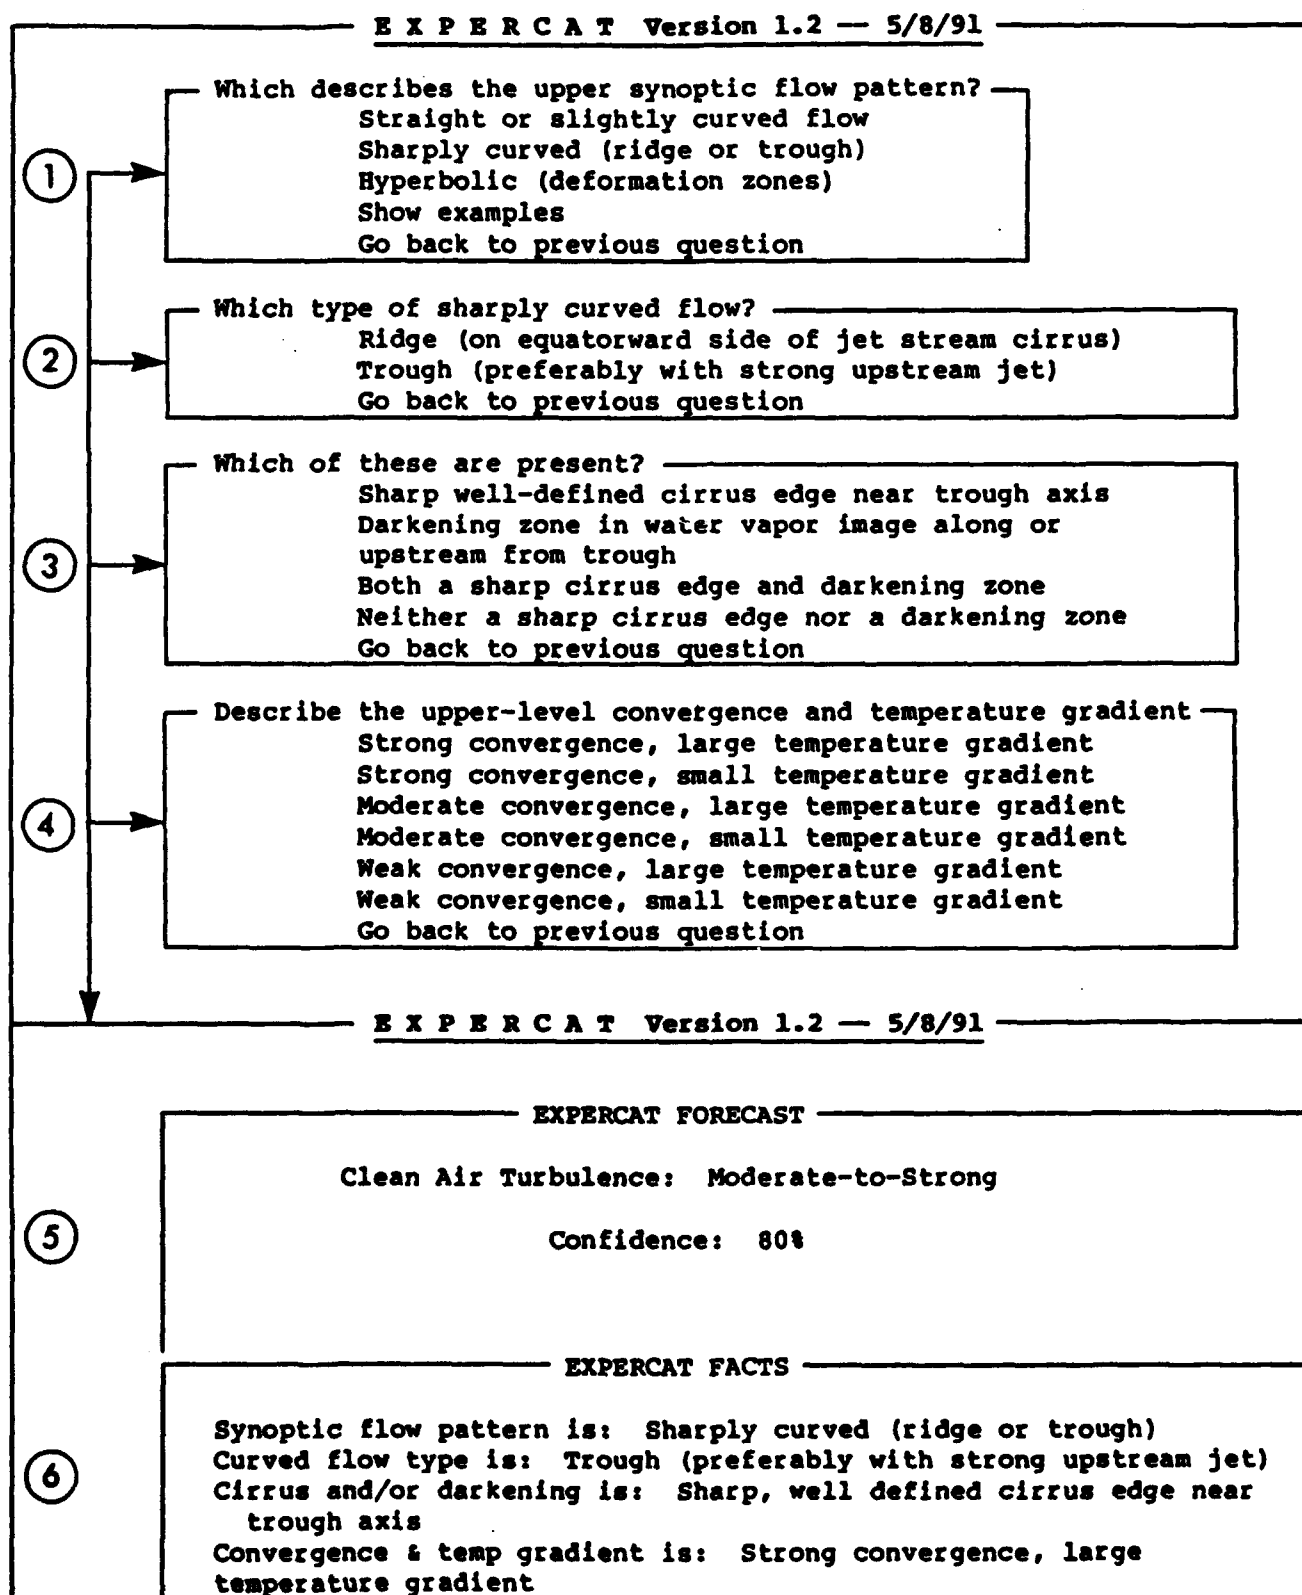 E X P E R C A T Version 1.2 — 5/8/91
Which describes the upper synoptic flow pattern?
Straight or slightly curved flow
Sharply curved (ridge or trough)
Hyperbolic (deformation zones)
Show examples
Go back to previous question
1
Which type of sharply curved flow?
Ridge (on equatorward side of jet stream cirrus)
Trough (preferably with strong upstream jet)
Go back to previous question
2
Which of these are present?
Sharp well-defined cirrus edge near trough axis
Darkening zone in water vapor image along or
upstream from trough
Both a sharp cirrus edge and darkening zone
Neither a sharp cirrus edge nor a darkening zone
Go back to previous question
3
Describe the upper-level convergence and temperature gradient
Strong convergence, large temperature gradient
Strong convergence, small temperature gradient
Moderate convergence, large temperature gradient
Moderate convergence, small temperature gradient
Weak convergence, large temperature gradient
Weak convergence, small temperature gradient
Go back to previous question
4
E X P E R C A T Version 1.2 — 5/8/91
EXPERCAT FORECAST
Clean Air Turbulence: Moderate-to-Strong
Confidence: 80%
5
EXPERCAT FACTS
Synoptic flow pattern is: Sharply curved (ridge or trough)
Curved flow type is: Trough (preferably with strong upstream jet)
Cirrus and/or darkening is: Sharp, well defined cirrus edge near
trough axis
Convergence & temp gradient is: Strong convergence, large
temperature gradient
6